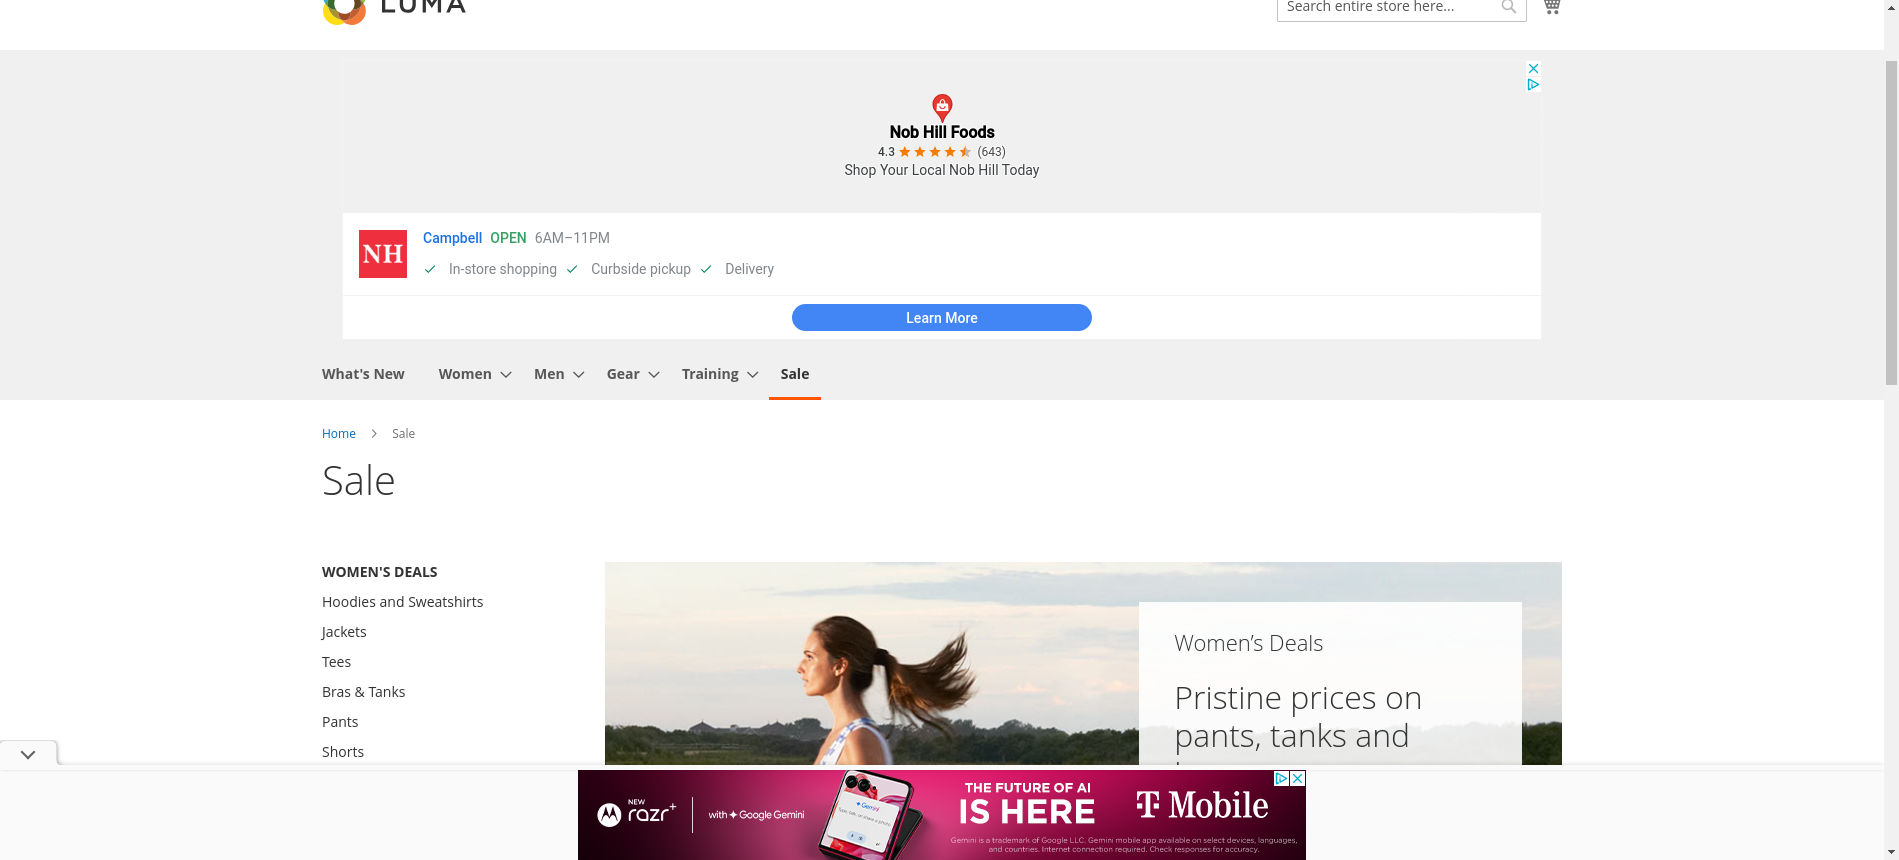 LUMA
Search entire store here...
Nob Hill Foods
4.3 (643)
Shop Your Local Nob Hill Today
NH
Campbell OPEN 6AM–11PM
In-store shopping Curbside pickup Delivery
Learn More
What's New Women Men Gear Training Sale
Home Sale
Sale
WOMEN'S DEALS
Hoodies and Sweatshirts
Jackets
Tees
Bras & Tanks
Pants
Shorts
Women’s Deals
Pristine prices on
pants, tanks and
NEW
razr+
with Google Gemini
Gemini
THE FUTURE OF AI
IS HERE
T Mobile
Gemini is a trademark of Google LLC. Gemini mobile app available on select devices, languages,
and countries. Internet connection required. Check responses for accuracy.